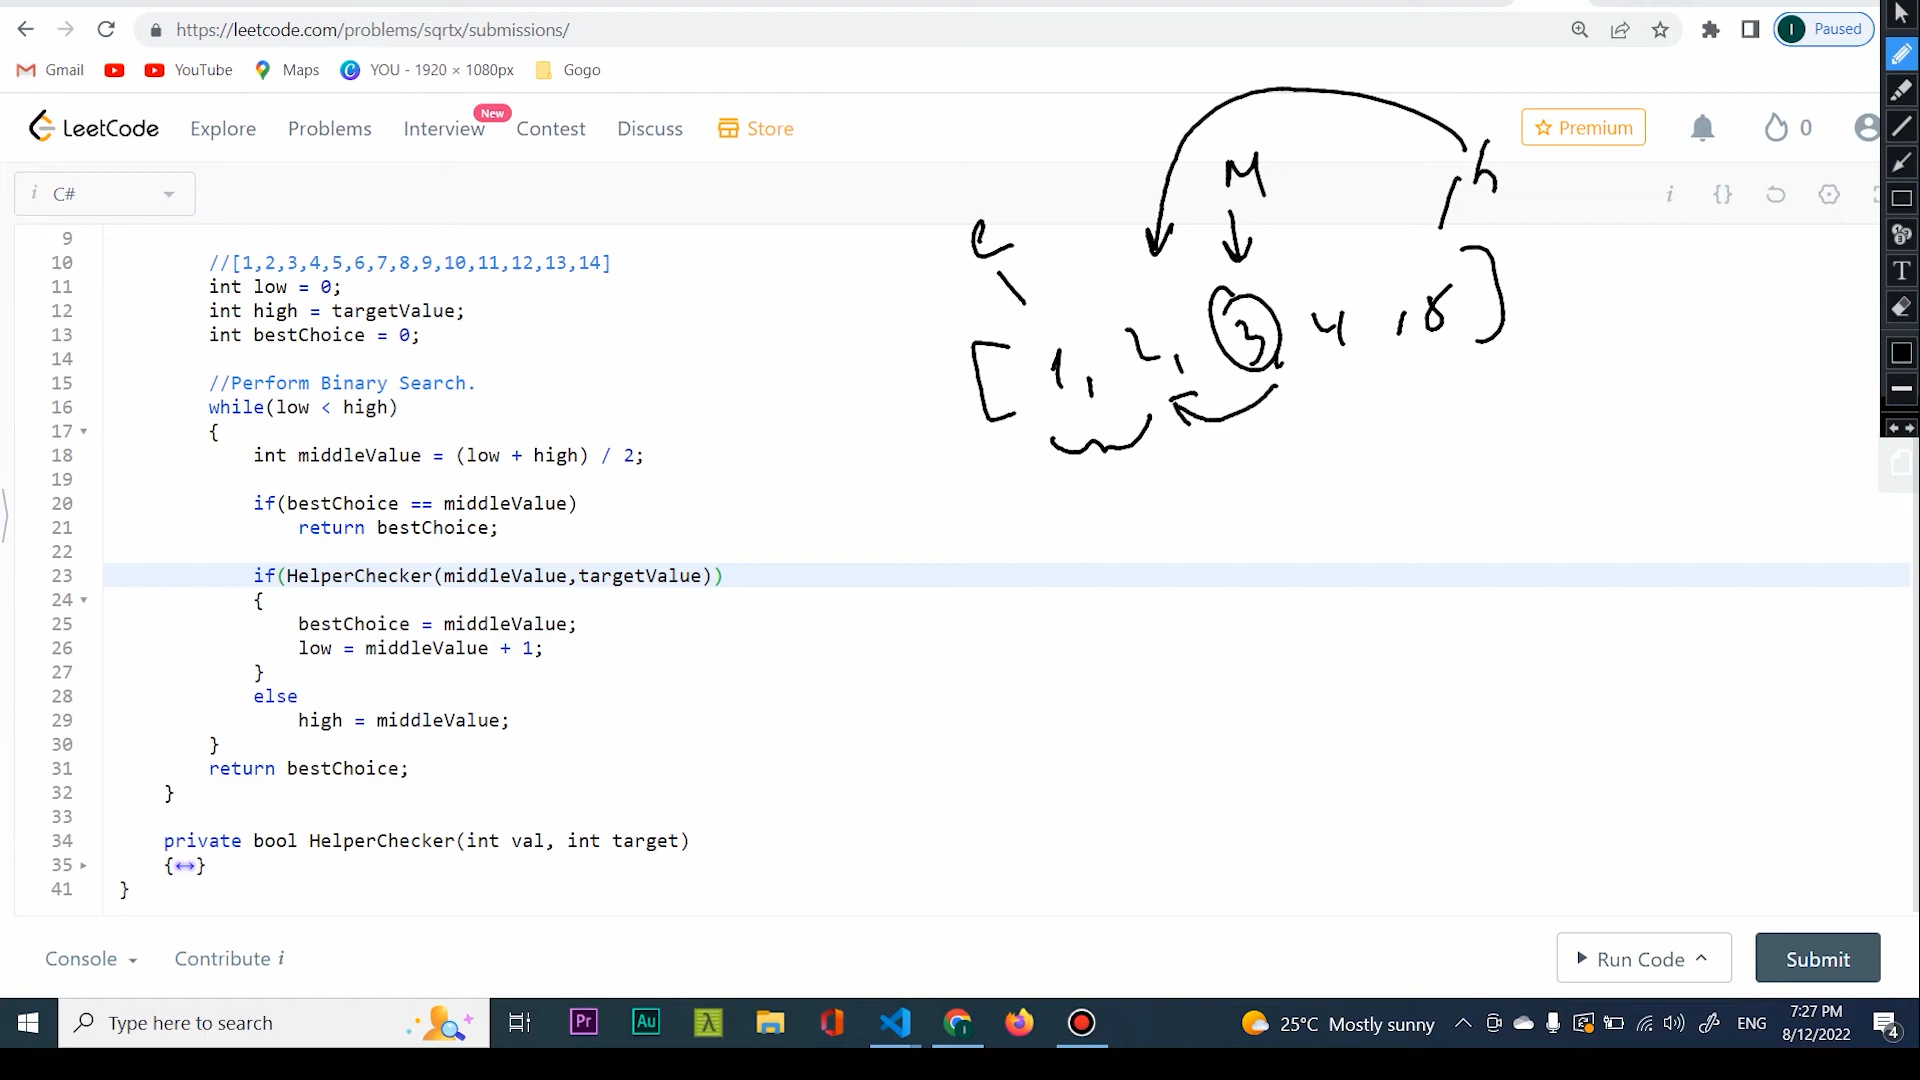 https://leetcode.com/problems/sqrtx/submissions/
Paused
Gmail
YouTube
Maps
YOU - 1920 × 1080px
Gogo
LeetCode
Explore
Problems
Interview
New
Contest
Discuss
Store
Premium
0
M
h
i C#
i {}
9
10 //[1,2,3,4,5,6,7,8,9,10,11,12,13,14]
11 int low = 0;
12 int high = targetValue;
13 int bestChoice = 0;
14
15 //Perform Binary Search.
16 while(low < high)
17 {
18 int middleValue = (low + high) / 2;
19
20 if(bestChoice == middleValue)
21 return bestChoice;
22
23 if(HelperChecker(middleValue,targetValue))
24 {
25 bestChoice = middleValue;
26 low = middleValue + 1;
27 }
28 else
29 high = middleValue;
30 }
31 return bestChoice;
32 }
33
34 private bool HelperChecker(int val, int target)
35 {↔}
41 }
[1, 2, 3 4
Console
Contribute i
Run Code
Submit
Type here to search
Pr
Au
25°C Mostly sunny
ENG
7:27 PM
8/12/2022
4